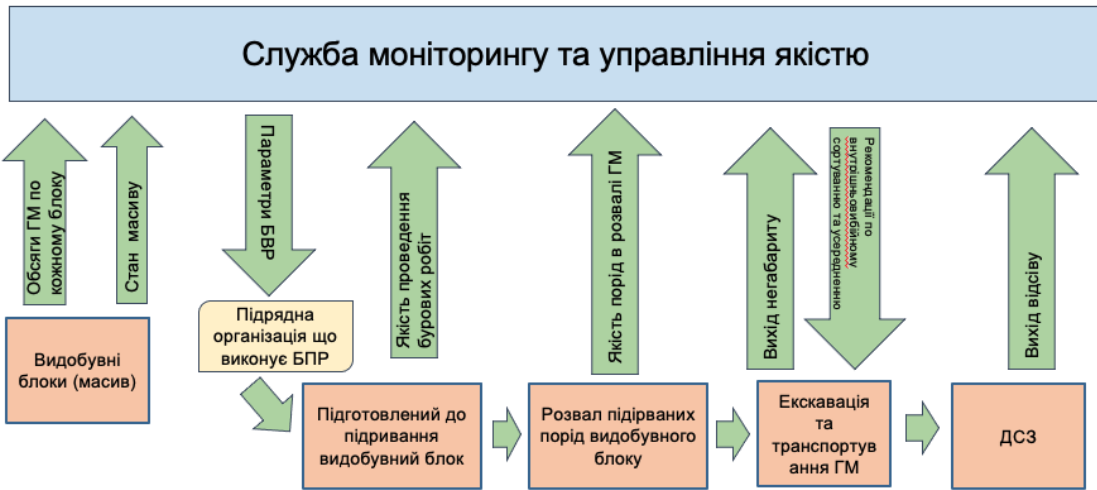 Служба моніторингу та управління якістю
Обсяги ГМ по
кожному блоку
Стан масиву
Параметри БВР
Якість проведення
бурових робіт
Якість порід в розвалі ГМ
Вихід негабариту
Рекомендації по
внутрішньовибійному
сортуванню та усередненню
Вихід відсіву
Підрядна
організація що
виконує БПР
Видобувні
блоки (масив)
Підготовлений до
підривання
видобувний блок
Розвал підірваних
порід видобувного
блоку
Екскавація
та
транспортув
ання ГМ
ДСЗ